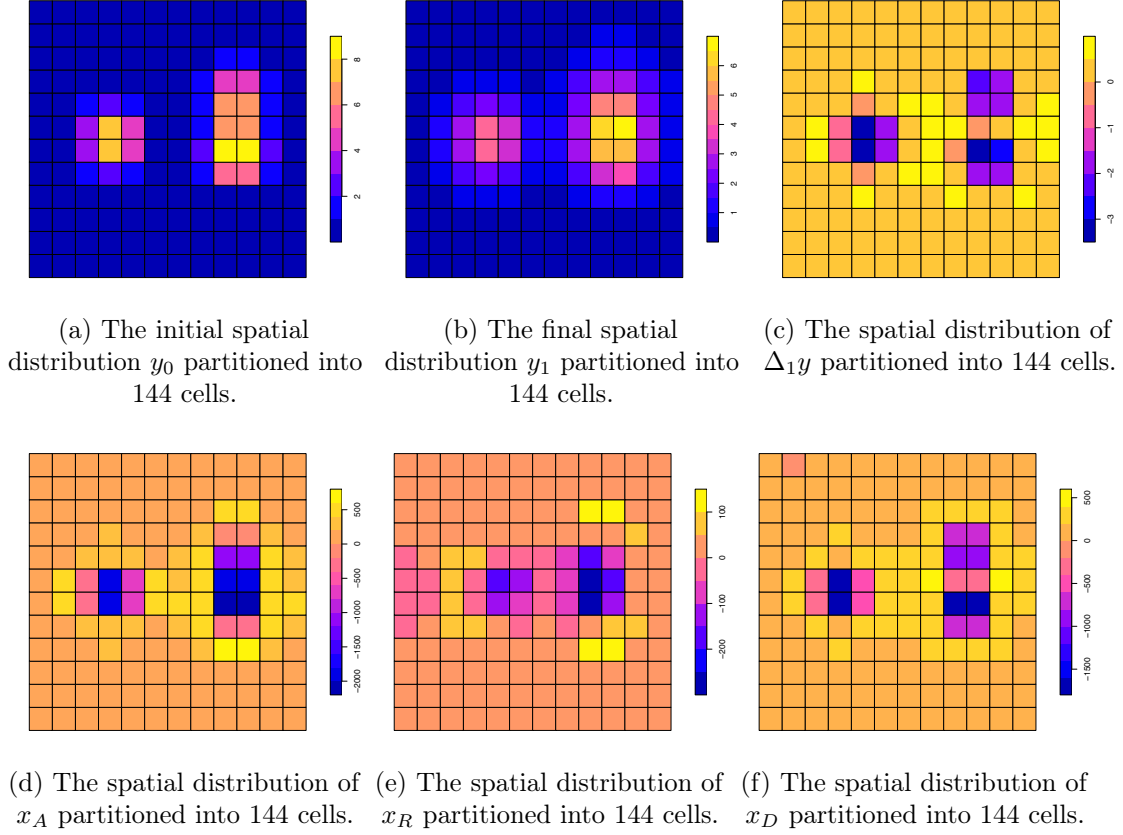 2
4
6
8
1
2
3
4
5
6
−3
−2
−1
0
(a) The initial spatial
distribution y₀ partitioned into
144 cells.
(b) The final spatial
distribution y₁ partitioned into
144 cells.
(c) The spatial distribution of
Δ₁y partitioned into 144 cells.
−2000
−1500
−1000
−500
0
500
−200
−100
0
50
100
−1500
−1000
−500
0
500
(d) The spatial distribution of
x_A partitioned into 144 cells.
(e) The spatial distribution of
x_R partitioned into 144 cells.
(f) The spatial distribution of
x_D partitioned into 144 cells.